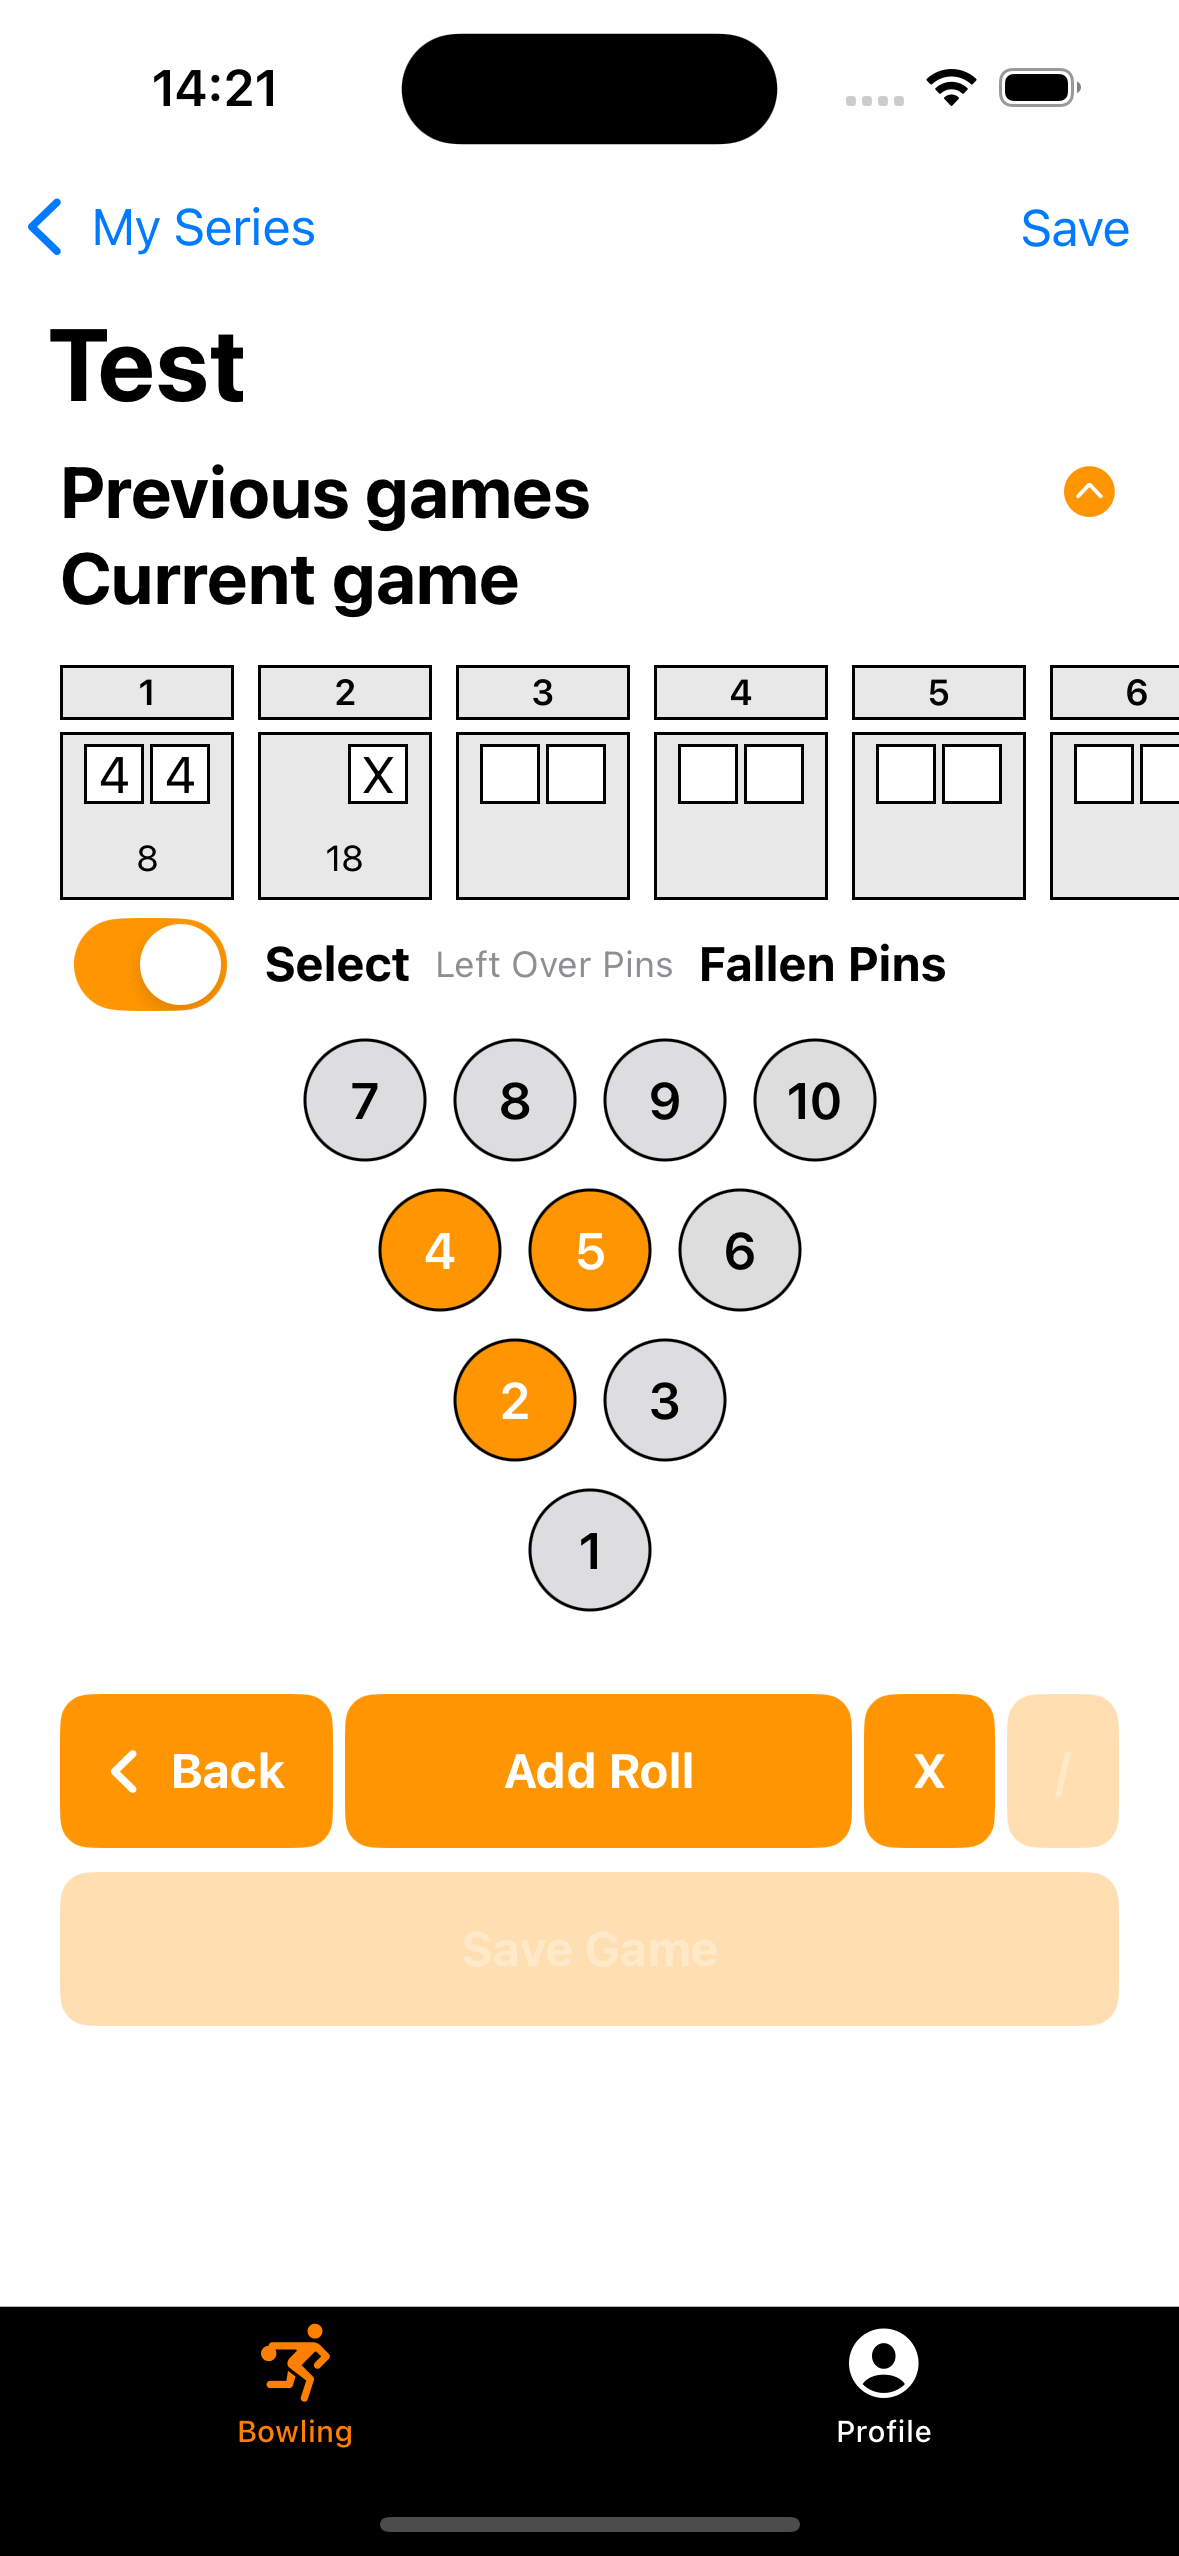 14:21
My Series Save
Test
Previous games
Current game
1 2 3 4 5 6
4 4 X
8 18
Select Left Over Pins Fallen Pins
7 8 9 10
4 5 6
2 3
1
Back Add Roll X /
Save Game
Bowling Profile